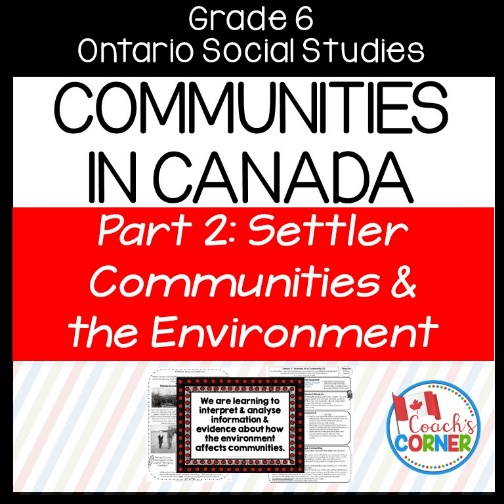 Grade 6
Ontario Social Studies
COMMUNITIES
IN CANADA
Part 2: Settler
Communities &
the Environment
We are learning to
interpret & analyse
information &
evidence about how
the environment
affects communities.
Coach's
CORNER